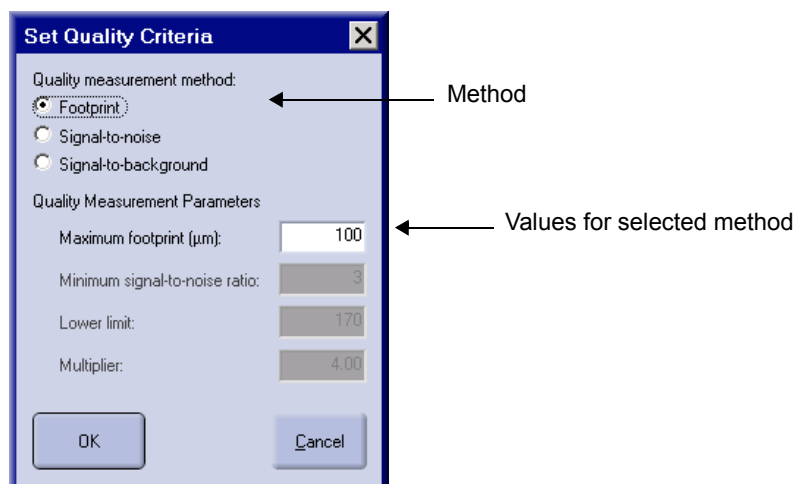 Set Quality Criteria
Quality measurement method:
Footprint
Method
Signal-to-noise
Signal-to-background
Quality Measurement Parameters
Maximum footprint (µm): 100
Values for selected method
Minimum signal-to-noise ratio: 3
Lower limit: 170
Multiplier: 4.00
OK Cancel